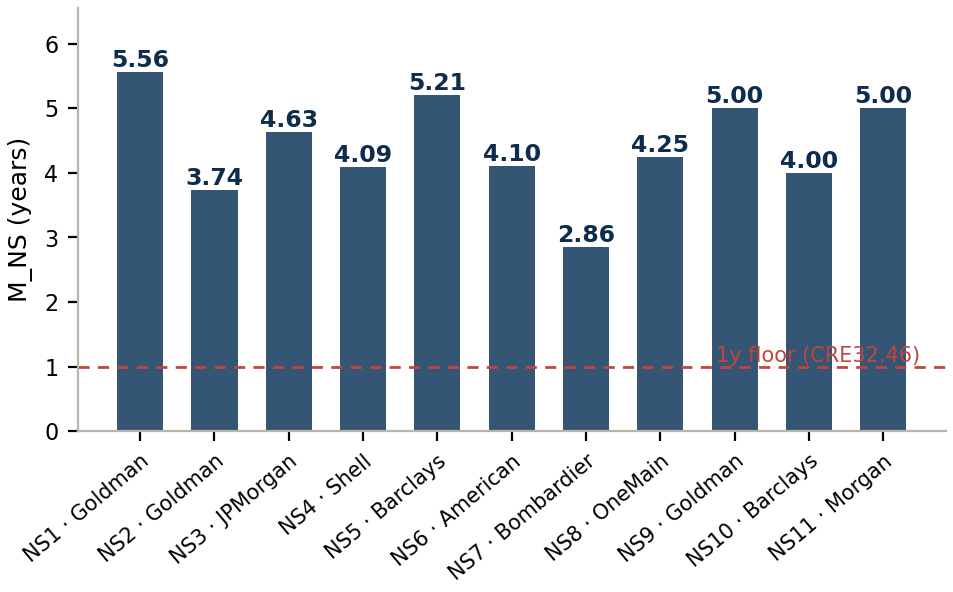 M_NS (years)
6
5
4
3
2
1
0
5.56
3.74
4.63
4.09
5.21
4.10
2.86
4.25
5.00
4.00
5.00
1y floor (CRE32.46)
NS1 · Goldman
NS2 · Goldman
NS3 · JPMorgan
NS4 · Shell
NS5 · Barclays
NS6 · American
NS7 · Bombardier
NS8 · OneMain
NS9 · Goldman
NS10 · Barclays
NS11 · Morgan